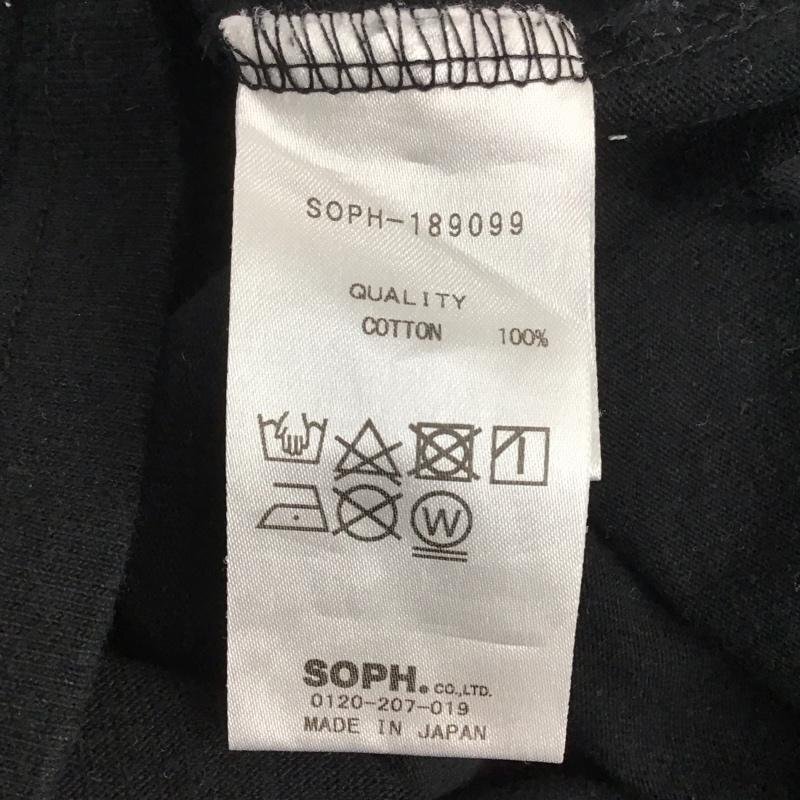 SOPH-189099
QUALITY
COTTON 100%
W
SOPH. CO.,LTD.
0120-207-019
MADE IN JAPAN